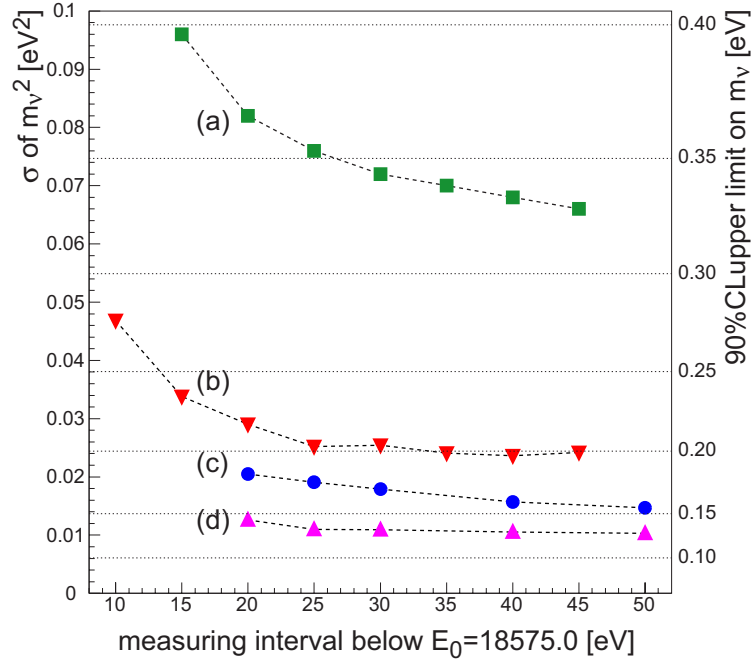 0.1
0.09
0.08
0.07
0.06
0.05
0.04
0.03
0.02
0.01
0
σ of mν² [eV²]
(a)
(b)
(c)
(d)
0.40
0.35
0.30
0.25
0.20
0.15
0.10
90%CLupper limit on mν [eV]
10 15 20 25 30 35 40 45 50
measuring interval below E₀=18575.0 [eV]